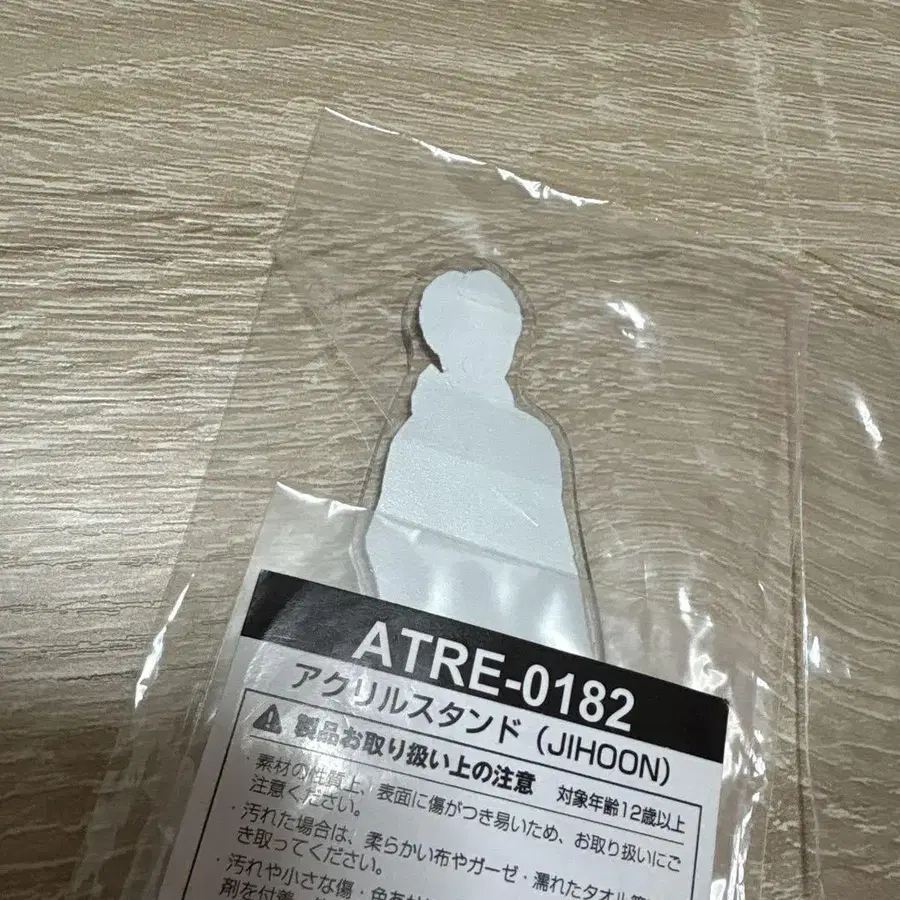 ATRE-0182
アクリルスタンド (JIHOON)
⚠ 製品お取り扱い上の注意 対象年齢12歳以上
・素材の性質上、表面に傷がつき易いため、お取り扱いにご
注意ください。
・汚れた場合は、柔らかい布やガーゼ・濡れたタオル等
き取ってください。
・汚れや小さな傷・色
剤を付着